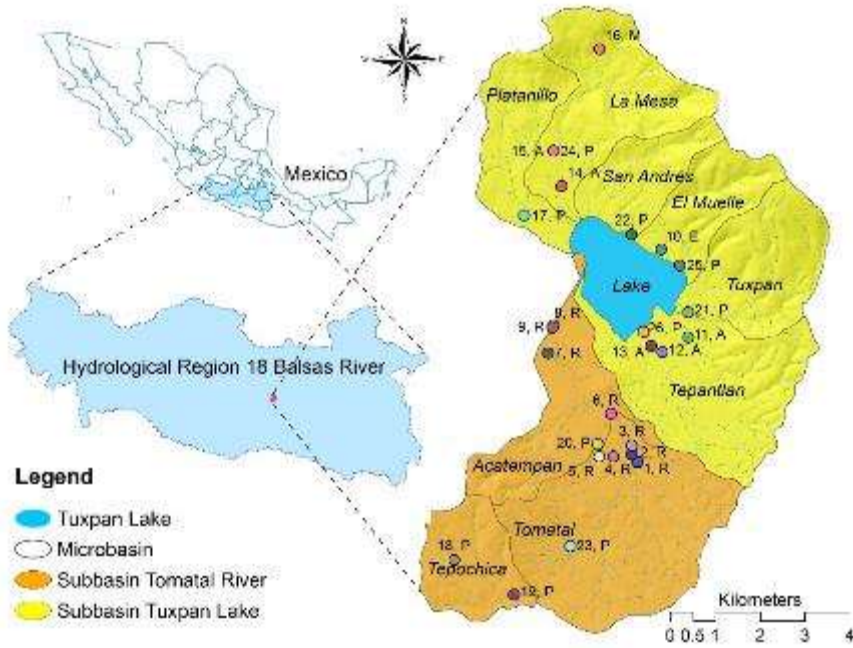 16, M
Platanillo
La Mesa
Mexico
15, A
24, P
San Andres
14, A
El Muelle
17, P
22, P
10, E
25, P
Lake
Tuxpan
8, R
21, P
9, R
26, P
11, A
7, R
13, A
12, A
Hydrological Region 18 Balsas River
Tepantlan
6, R
3, R
20, P
2, R
Acatempan
5, R
4, R
1, R
Legend
Tuxpan Lake
Microbasin
Subbasin Tomatal River
Subbasin Tuxpan Lake
Tometal
18, P
23, P
Tepochica
19, P
Kilometers
0 0.5 1 2 3 4